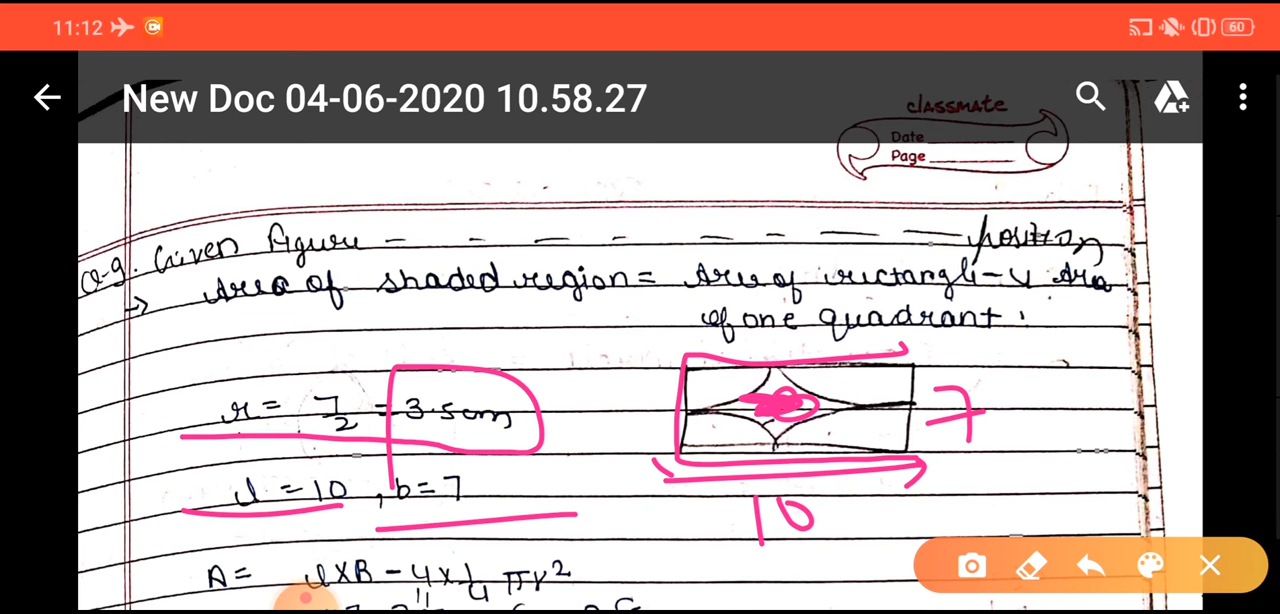 11:12
60
New Doc 04-06-2020 10.58.27
classmate
Date
Page
Q-9. Given figure - - - - - - - - position
→ Area of shaded region = Area of rectangle - 4 Area
of one quadrant.
r = 7/2 = 3.5cm
7
l = 10, b = 7
10
A = l x B - 4 x 1/4 πr²